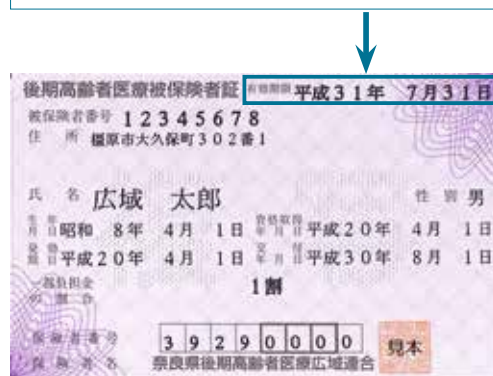 後期高齢者医療被保険者証 有効期限 平成31年 7月31日
被保険者番号 12345678
住 所 橿原市大久保町302番1
氏 名 広域 太郎 性 別 男
生年月日 昭和 8年 4月 1日 資格取得年月日 平成20年 4月 1日
発効期日 平成20年 4月 1日 交付年月日 平成30年 8月 1日
一部負担金の割合 1割
保険者番号 39290000 見本
保険者名 奈良県後期高齢者医療広域連合